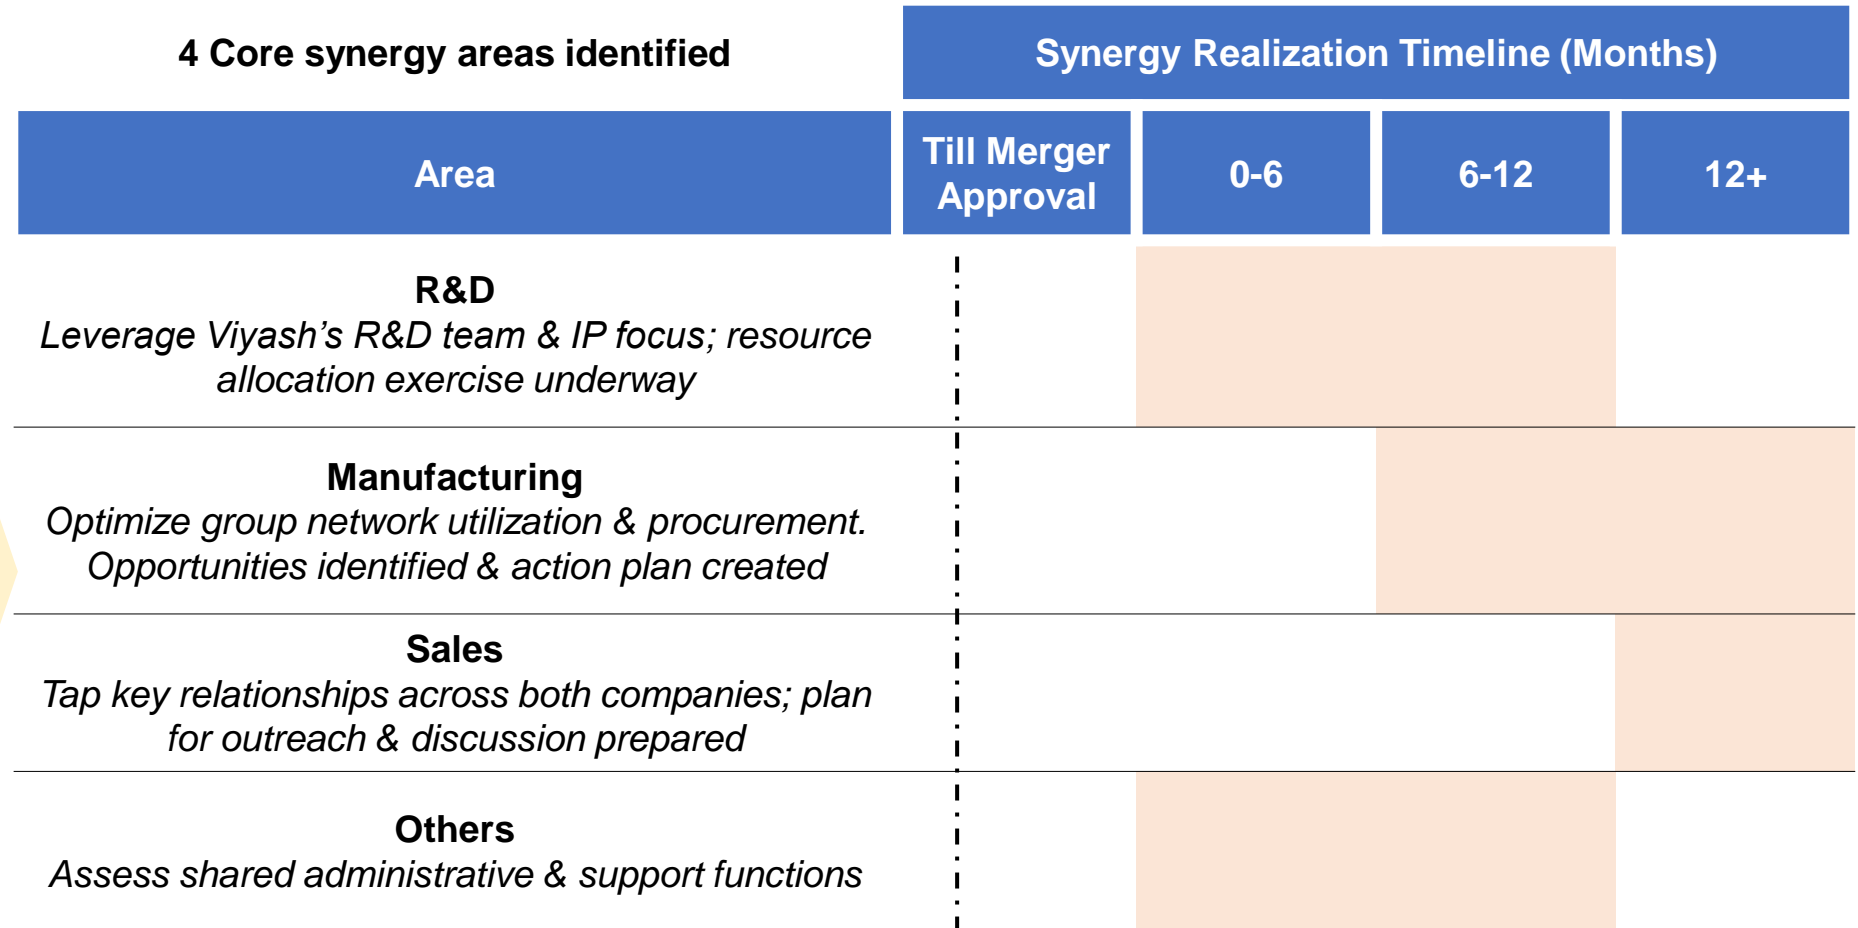 4 Core synergy areas identified
Synergy Realization Timeline (Months)
Area
Till Merger
Approval
0-6
6-12
12+
R&D
Leverage Viyash’s R&D team & IP focus; resource
allocation exercise underway
Manufacturing
Optimize group network utilization & procurement.
Opportunities identified & action plan created
Sales
Tap key relationships across both companies; plan
for outreach & discussion prepared
Others
Assess shared administrative & support functions